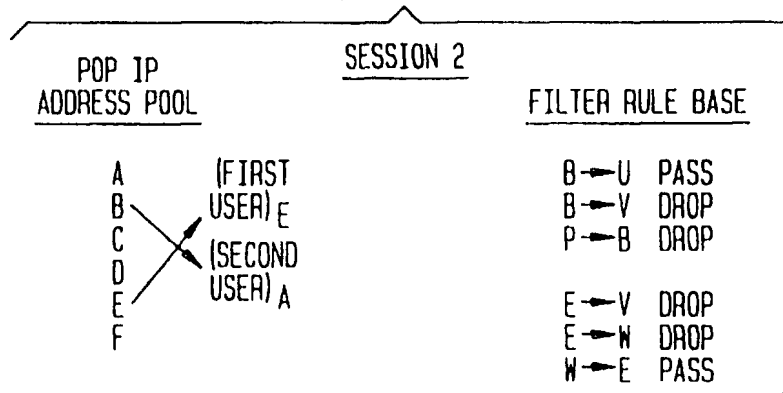 SESSION 2
POP IP
ADDRESS POOL
A
B
C
D
E
F
(FIRST
USER) E
(SECOND
USER) A
FILTER RULE BASE
B→U PASS
B→V DROP
P→B DROP
E→V DROP
E→W DROP
W→E PASS